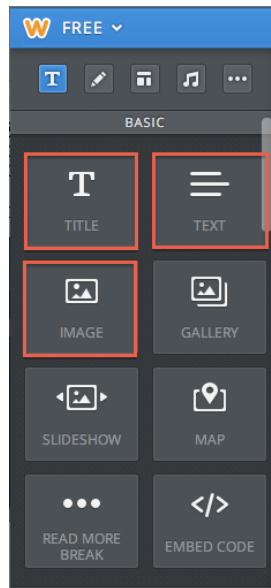 FREE
BASIC
TITLE
TEXT
IMAGE
GALLERY
SLIDESHOW
MAP
READ MORE
BREAK
EMBED CODE